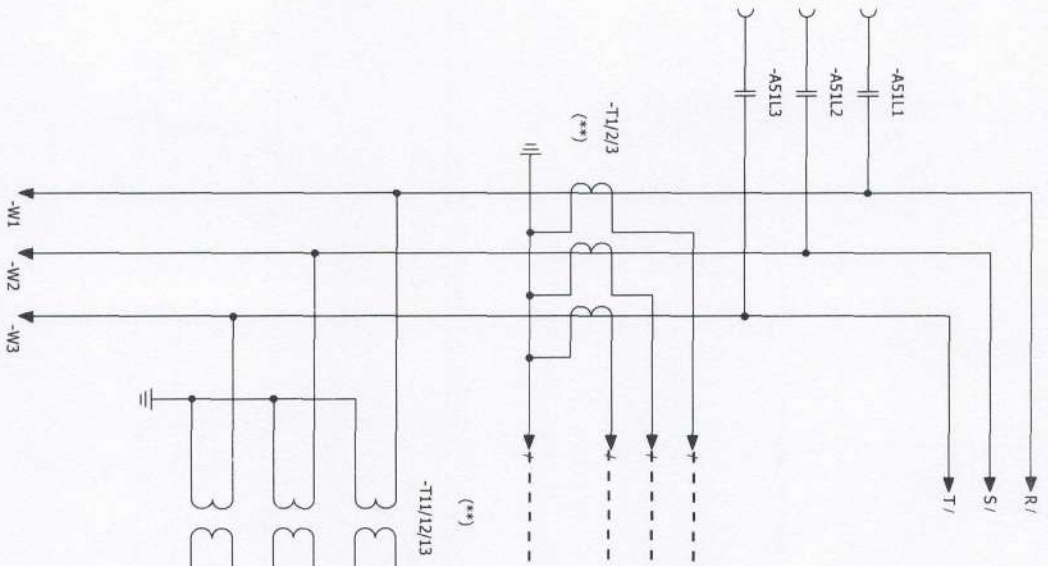 -A51L3
-A51L2
-A51L1
-T1/2/3
(**)
-W1
-W2
-W3
-T11/12/13
(**)
R /
S /
T /